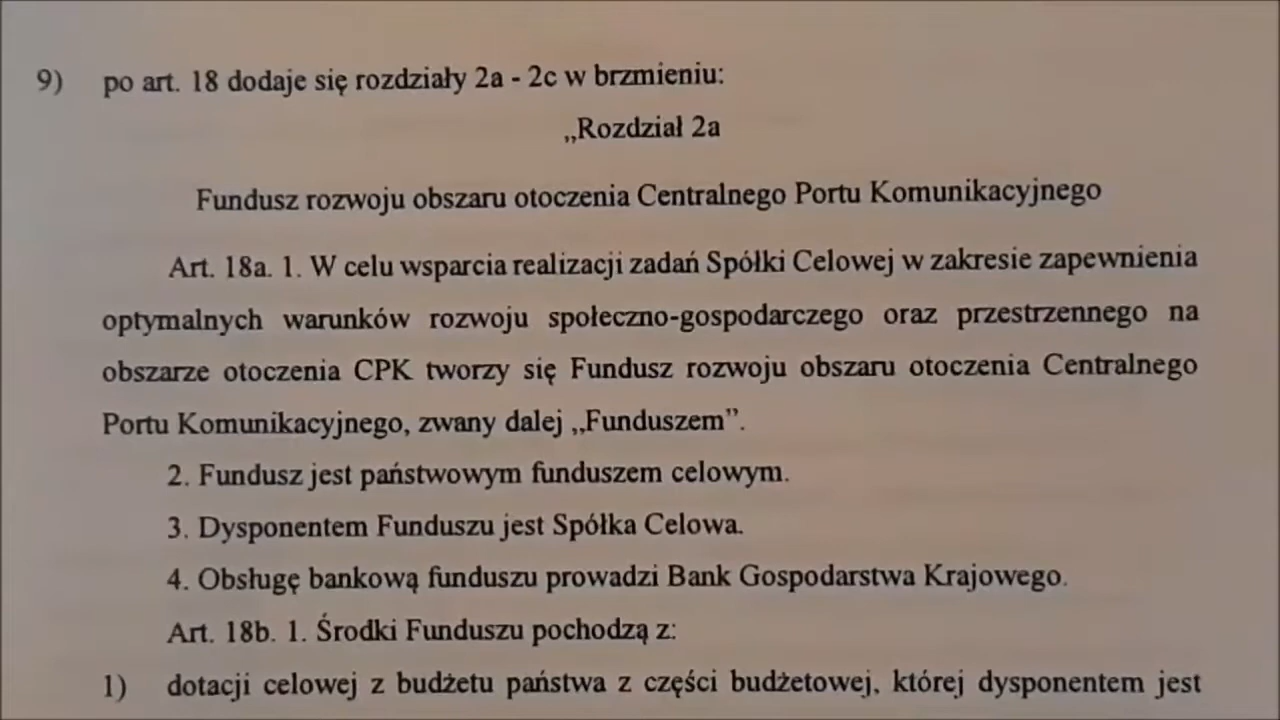 9) po art. 18 dodaje się rozdziały 2a - 2c w brzmieniu:
„Rozdział 2a
Fundusz rozwoju obszaru otoczenia Centralnego Portu Komunikacyjnego
Art. 18a. 1. W celu wsparcia realizacji zadań Spółki Celowej w zakresie zapewnienia
optymalnych warunków rozwoju społeczno-gospodarczego oraz przestrzennego na
obszarze otoczenia CPK tworzy się Fundusz rozwoju obszaru otoczenia Centralnego
Portu Komunikacyjnego, zwany dalej „Funduszem”.
2. Fundusz jest państwowym funduszem celowym.
3. Dysponentem Funduszu jest Spółka Celowa.
4. Obsługę bankową funduszu prowadzi Bank Gospodarstwa Krajowego.
Art. 18b. 1. Środki Funduszu pochodzą z:
1) dotacji celowej z budżetu państwa z części budżetowej, której dysponentem jest